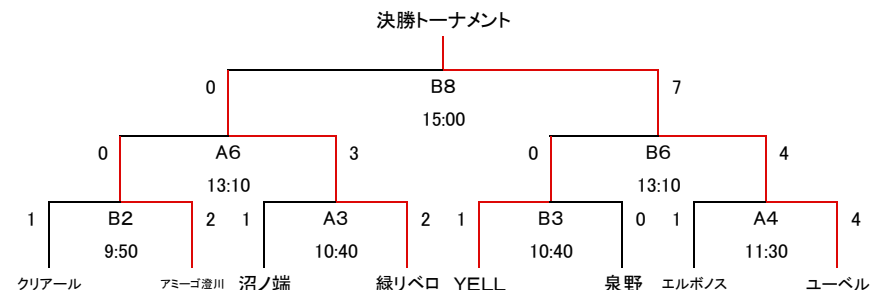 決勝トーナメント
0 B8 7
15:00
0 A6 3 0 B6 4
13:10 13:10
1 B2 2 1 A3 2 1 B3 0 1 A4 4
9:50 10:40 10:40 11:30
クリアール アミーゴ澄川 沼ノ端 緑リベロ YELL 泉野 エルボノス ユーベル